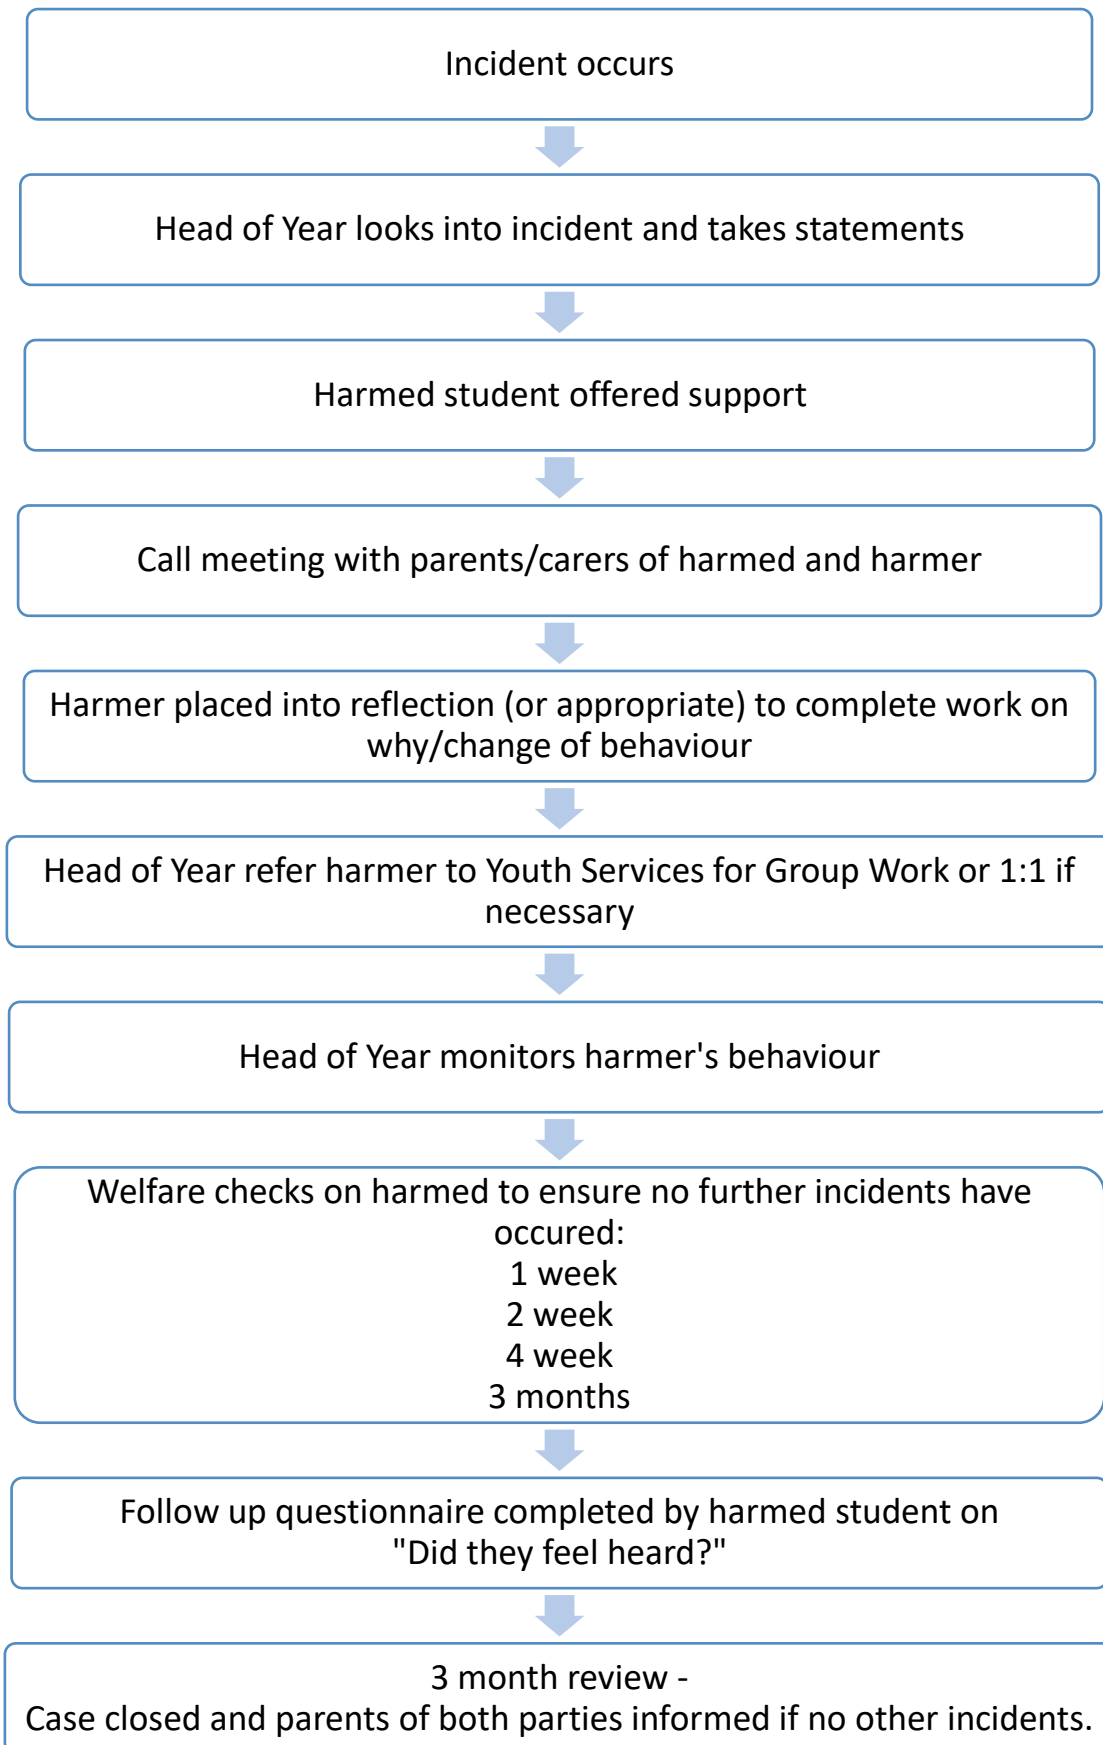 Incident occurs
Head of Year looks into incident and takes statements
Harmed student offered support
Call meeting with parents/carers of harmed and harmer
Harmer placed into reflection (or appropriate) to complete work on
why/change of behaviour
Head of Year refer harmer to Youth Services for Group Work or 1:1 if
necessary
Head of Year monitors harmer's behaviour
Welfare checks on harmed to ensure no further incidents have
occured:
1 week
2 week
4 week
3 months
Follow up questionnaire completed by harmed student on
"Did they feel heard?"
3 month review -
Case closed and parents of both parties informed if no other incidents.